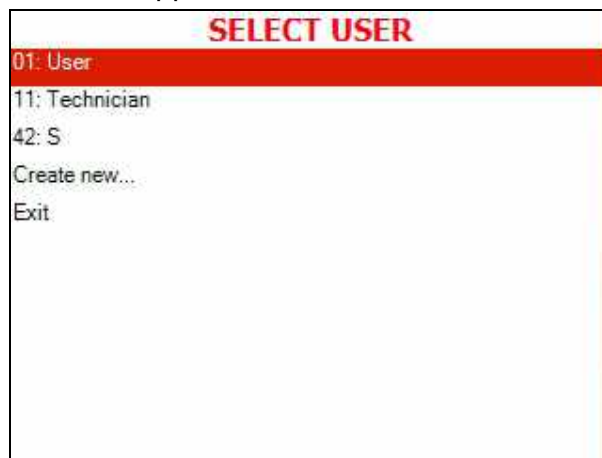 SELECT USER
01: User
11: Technician
42: S
Create new...
Exit